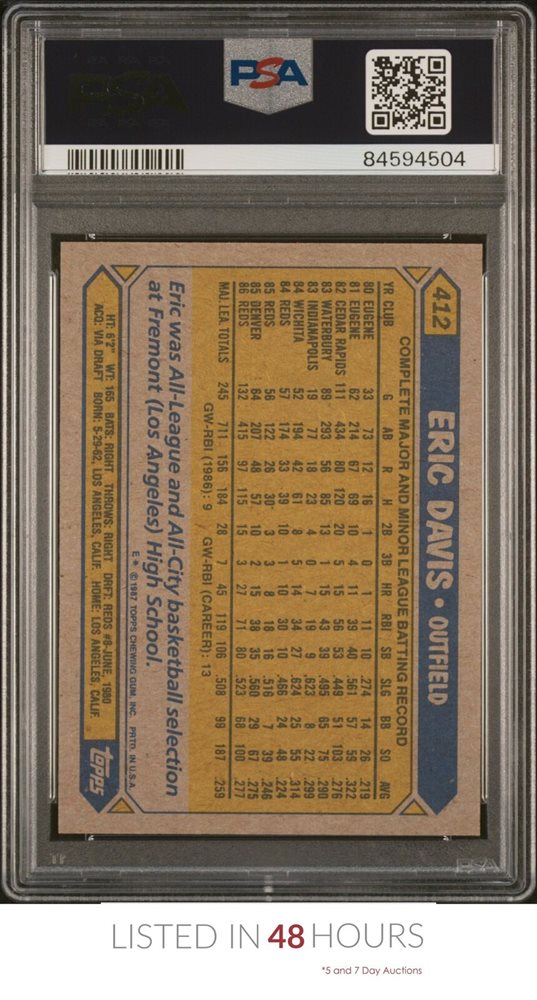 PSA
84594504
412
ERIC DAVIS • OUTFIELD
COMPLETE MAJOR AND MINOR LEAGUE BATTING RECORD
YR CLUB G AB R H 2B 3B HR RBI SB SLG BB SO AVG
80 EUGENE 33 73 12 16 1 0 1 11 10 .274 14 26 .219
81 EUGENE 62 214 67 69 10 4 11 39 40 .561 57 59 .322
82 CEDAR RAPIDS 111 434 80 120 20 5 15 56 53 .449 51 103 .276
83 WATERBURY 89 293 56 85 13 1 15 43 39 .495 65 75 .290
83 INDIANAPOLIS 19 77 18 23 4 0 7 19 9 .623 8 22 .299
84 WICHITA 52 194 42 61 8 5 14 34 27 .624 25 55 .314
84 REDS 57 174 33 39 10 1 10 30 10 .466 24 48 .224
85 REDS 56 122 26 30 3 3 8 18 16 .516 7 39 .246
85 DENVER 64 207 48 57 10 2 15 38 35 .560 29 67 .275
86 REDS 132 415 97 115 15 3 27 71 80 .523 68 100 .277
MAJ. LEA. TOTALS 245 711 156 184 28 7 45 119 106 .508 99 187 .259
GW-RBI (1986): 9 GW-RBI (CAREER): 13
Eric was All-League and All-City basketball selection
at Fremont (Los Angeles) High School.
E* ©1987 TOPPS CHEWING GUM, INC. PRTD. IN U.S.A.
HT: 6'2" WT: 165 BATS: RIGHT THROWS: RIGHT DRFT: REDS #8-JUNE, 1980
ACQ: VIA DRAFT BORN: 5-29-62, LOS ANGELES, CALIF. HOME: LOS ANGELES, CALIF.
topps
PSA
LISTED IN 48 HOURS
*5 and 7 Day Auctions